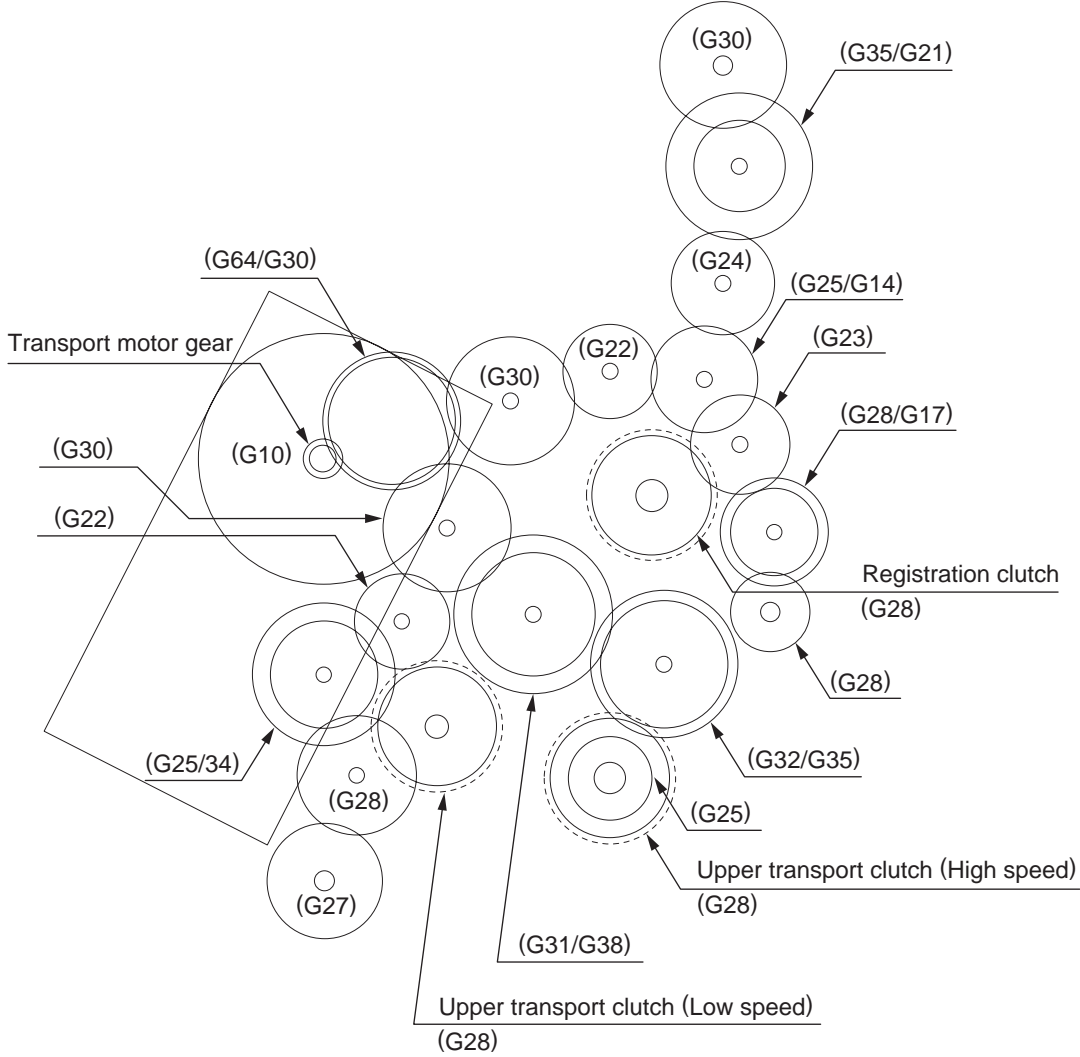 (G30)
(G35/G21)
(G64/G30)
(G24)
(G25/G14)
Transport motor gear
(G22)
(G23)
(G30)
(G28/G17)
(G30)
(G10)
(G22)
Registration clutch
(G28)
(G28)
(G25/34)
(G32/G35)
(G28)
(G25)
Upper transport clutch (High speed)
(G28)
(G27)
(G31/G38)
Upper transport clutch (Low speed)
(G28)